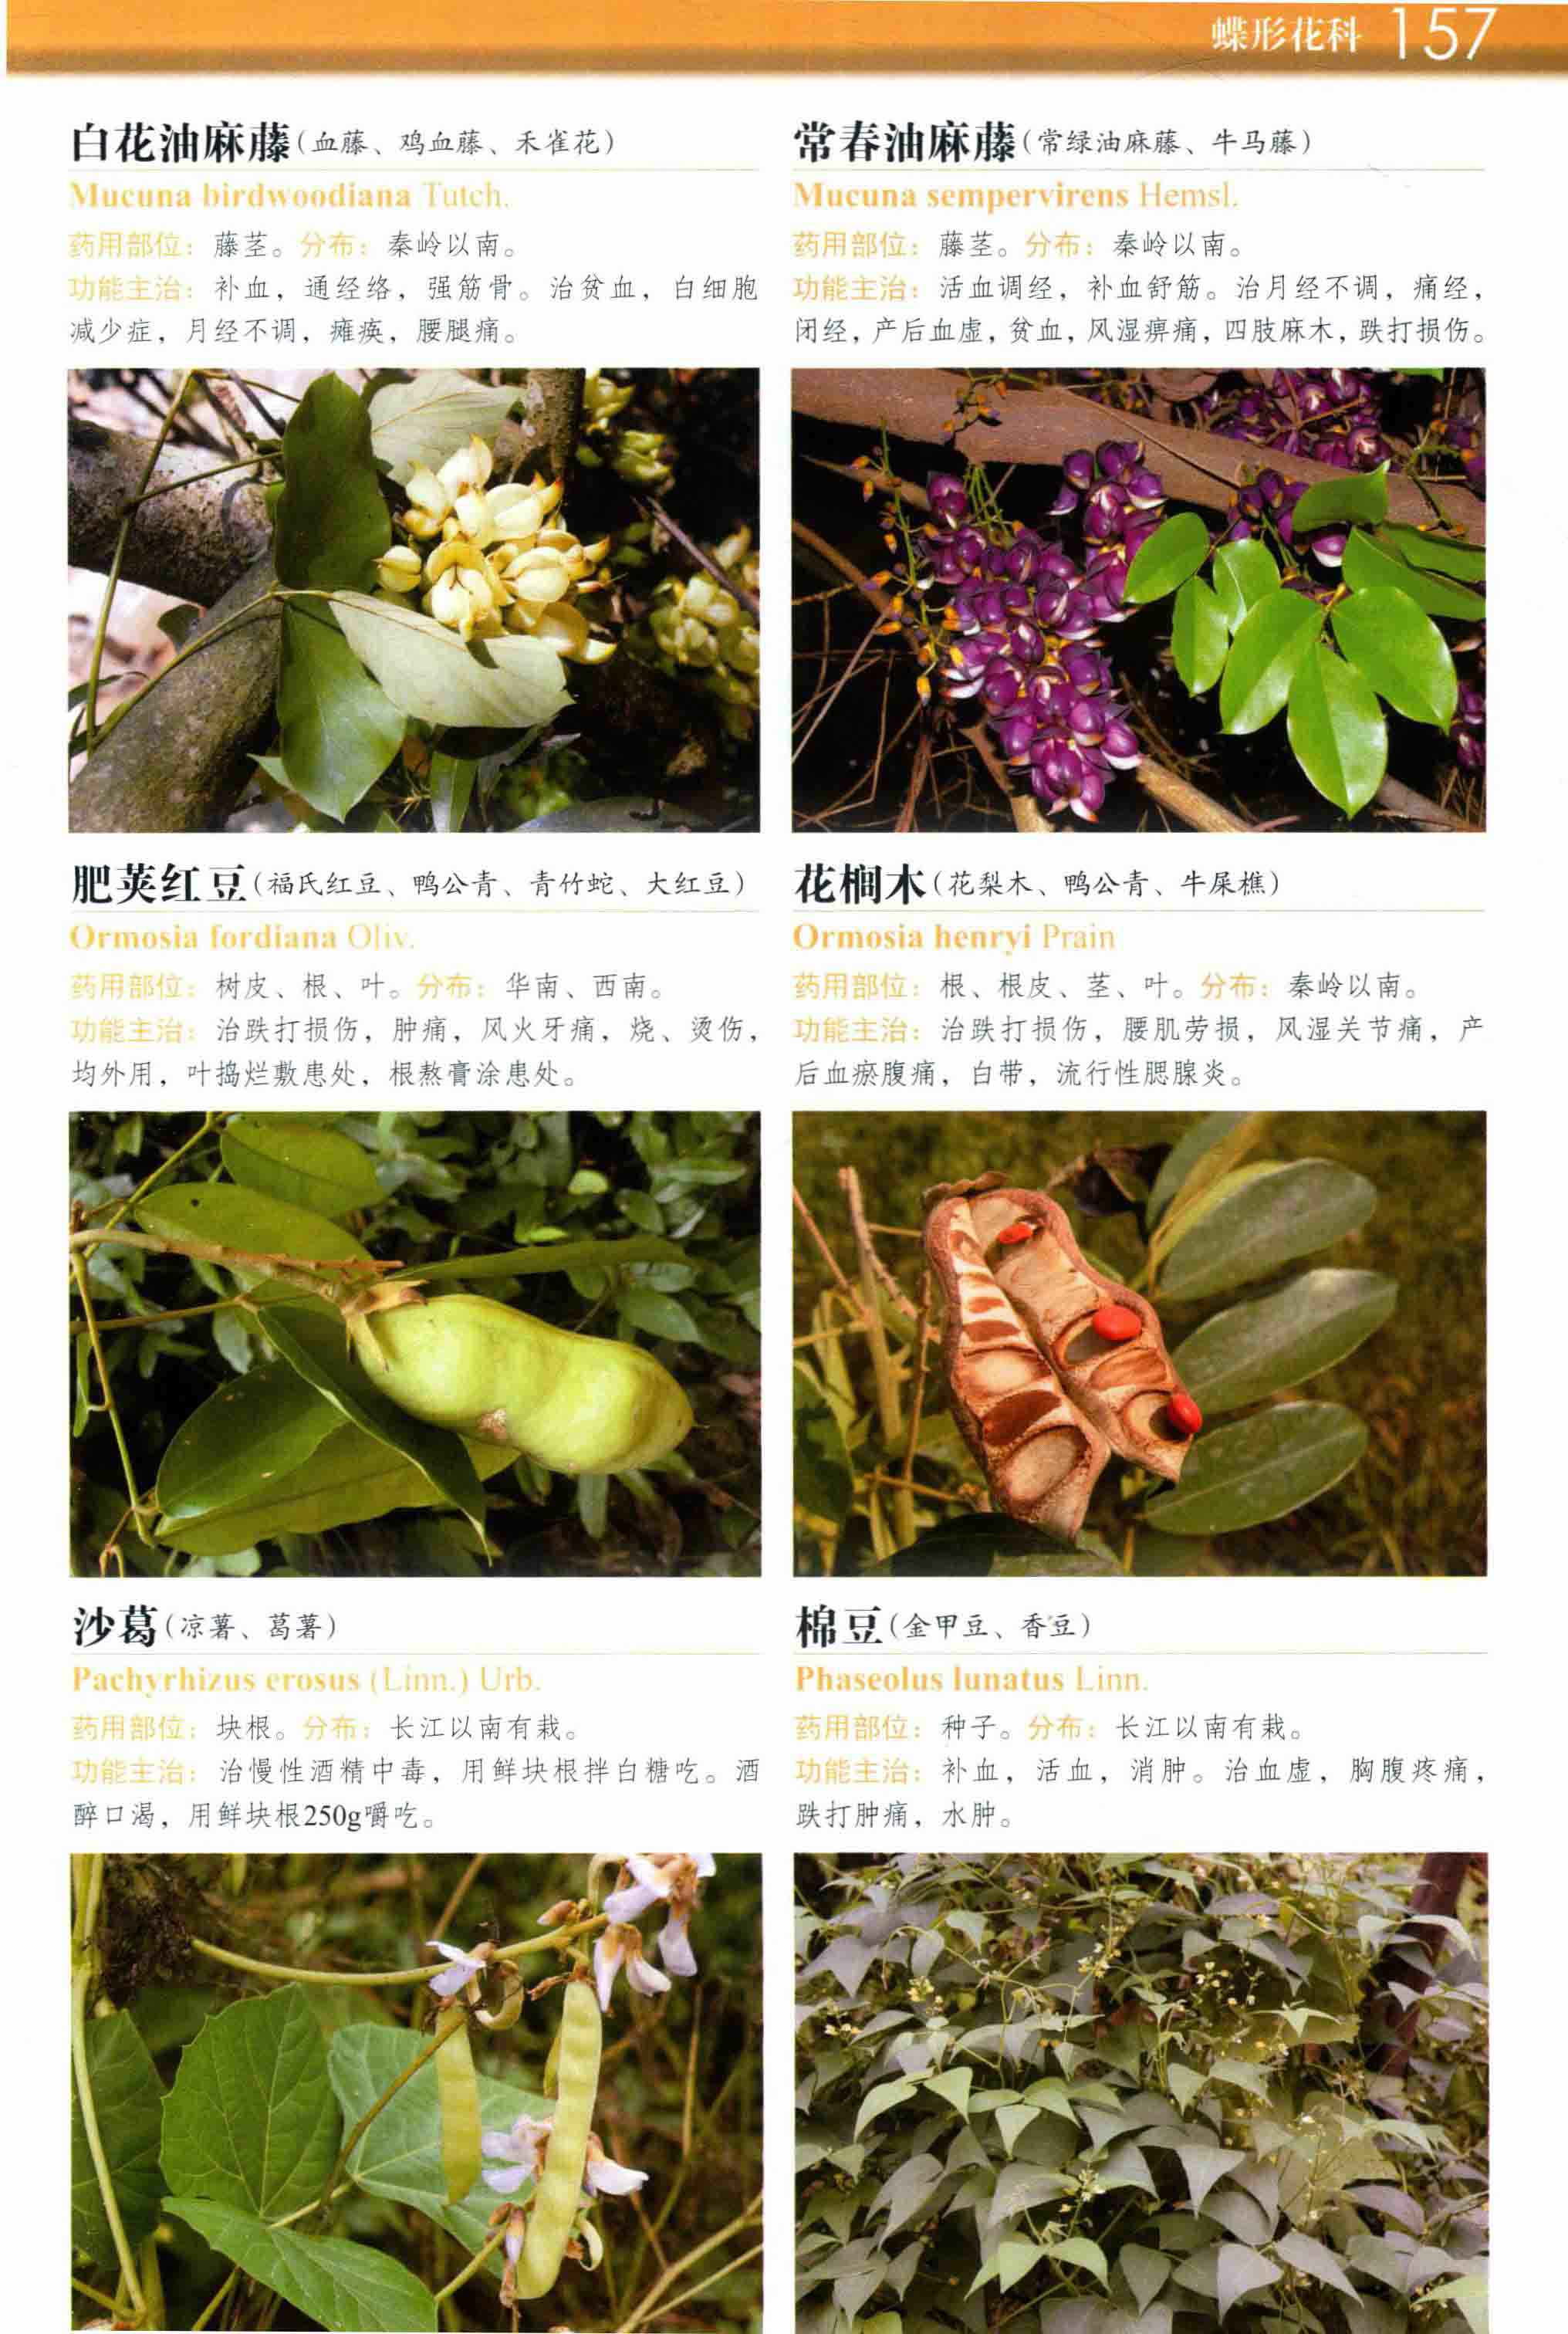 蝶形花科 157
白花油麻藤(血藤、鸡血藤、禾雀花)
Mucuna birdwoodiana Tutch.
药用部位：藤茎。分布：秦岭以南。
功能主治：补血，通经络，强筋骨。治贫血，白细胞
减少症，月经不调，瘫痪，腰腿痛。
常春油麻藤(常绿油麻藤、牛马藤)
Mucuna sempervirens Hemsl.
药用部位：藤茎。分布：秦岭以南。
功能主治：活血调经，补血舒筋。治月经不调，痛经，
闭经，产后血虚，贫血，风湿痹痛，四肢麻木，跌打损伤。
肥荚红豆(福氏红豆、鸭公青、青竹蛇、大红豆)
Ormosia fordiana Oliv.
药用部位：树皮、根、叶。分布：华南、西南。
功能主治：治跌打损伤，肿痛，风火牙痛，烧、烫伤，
均外用，叶捣烂敷患处，根熬膏涂患处。
花榈木(花梨木、鸭公青、牛屎樵)
Ormosia henryi Prain
药用部位：根、根皮、茎、叶。分布：秦岭以南。
功能主治：治跌打损伤，腰肌劳损，风湿关节痛，产
后血瘀腹痛，白带，流行性腮腺炎。
沙葛(凉薯、葛薯)
Pachyrhizus erosus (Linn.) Urb.
药用部位：块根。分布：长江以南有栽。
功能主治：治慢性酒精中毒，用鲜块根拌白糖吃。酒
醉口渴，用鲜块根250g嚼吃。
棉豆(金甲豆、香豆)
Phaseolus lunatus Linn.
药用部位：种子。分布：长江以南有栽。
功能主治：补血，活血，消肿。治血虚，胸腹疼痛，
跌打肿痛，水肿。